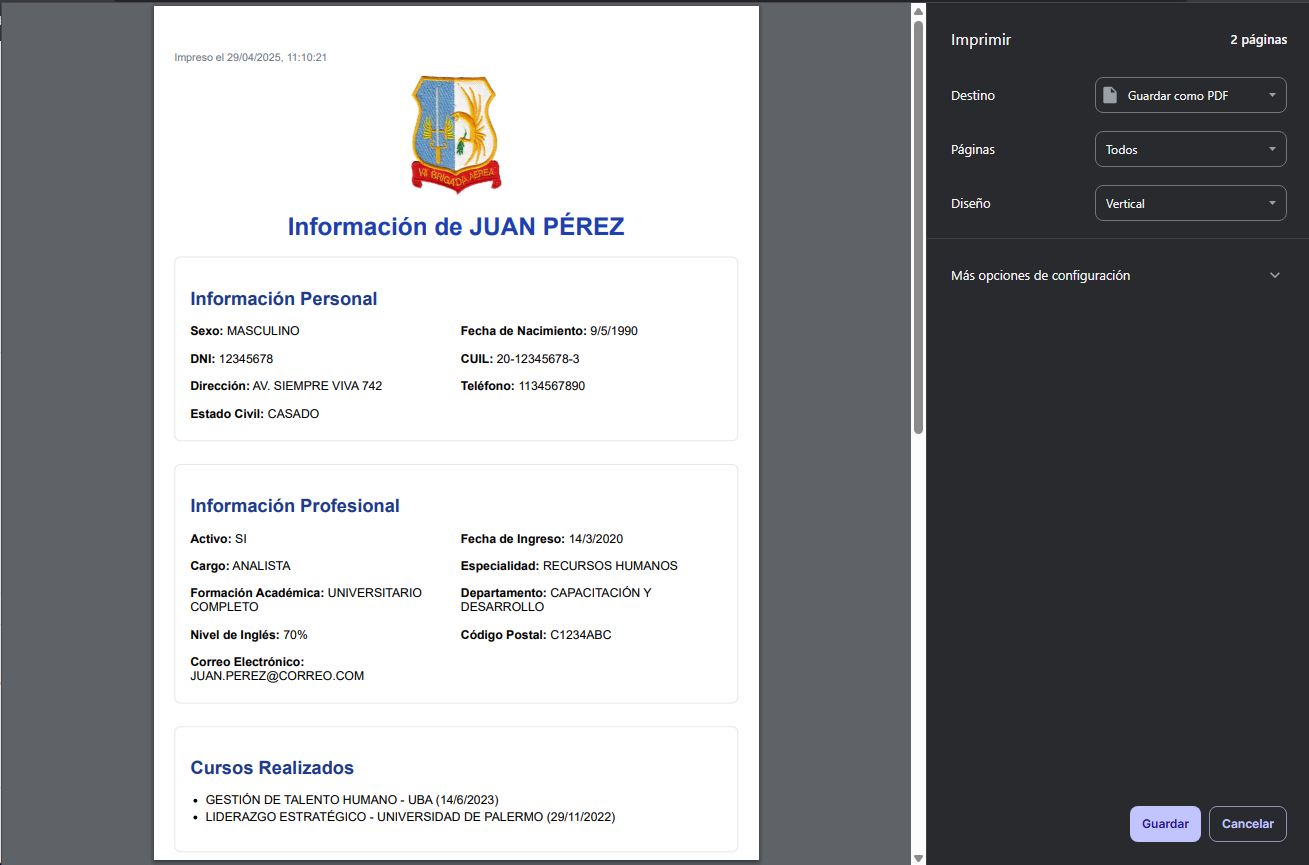 Impreso el 29/04/2025, 11:10:21
VII BRIGADA AEREA
Información de JUAN PÉREZ
Información Personal
Sexo: MASCULINO
Fecha de Nacimiento: 9/5/1990
DNI: 12345678
CUIL: 20-12345678-3
Dirección: AV. SIEMPRE VIVA 742
Teléfono: 1134567890
Estado Civil: CASADO
Información Profesional
Activo: SI
Fecha de Ingreso: 14/3/2020
Cargo: ANALISTA
Especialidad: RECURSOS HUMANOS
Formación Académica: UNIVERSITARIO
COMPLETO
Departamento: CAPACITACIÓN Y
DESARROLLO
Nivel de Inglés: 70%
Código Postal: C1234ABC
Correo Electrónico:
JUAN.PEREZ@CORREO.COM
Cursos Realizados
• GESTIÓN DE TALENTO HUMANO - UBA (14/6/2023)
• LIDERAZGO ESTRATÉGICO - UNIVERSIDAD DE PALERMO (29/11/2022)
Imprimir
2 páginas
Destino
Guardar como PDF
Páginas
Todos
Diseño
Vertical
Más opciones de configuración
Guardar
Cancelar